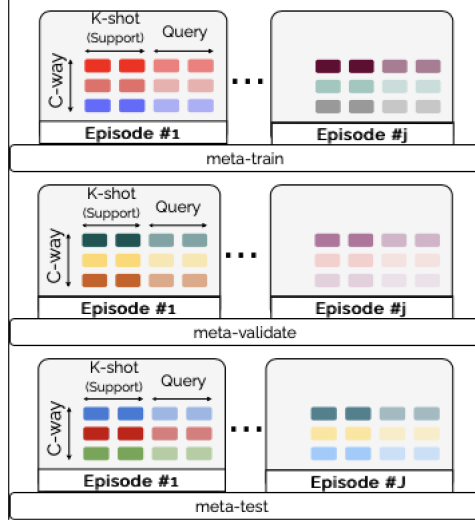 K-shot
(Support)
Query
C-way
...
Episode #1
Episode #j
meta-train
K-shot
(Support)
Query
C-way
...
Episode #1
Episode #j
meta-validate
K-shot
(Support)
Query
C-way
...
Episode #1
Episode #J
meta-test